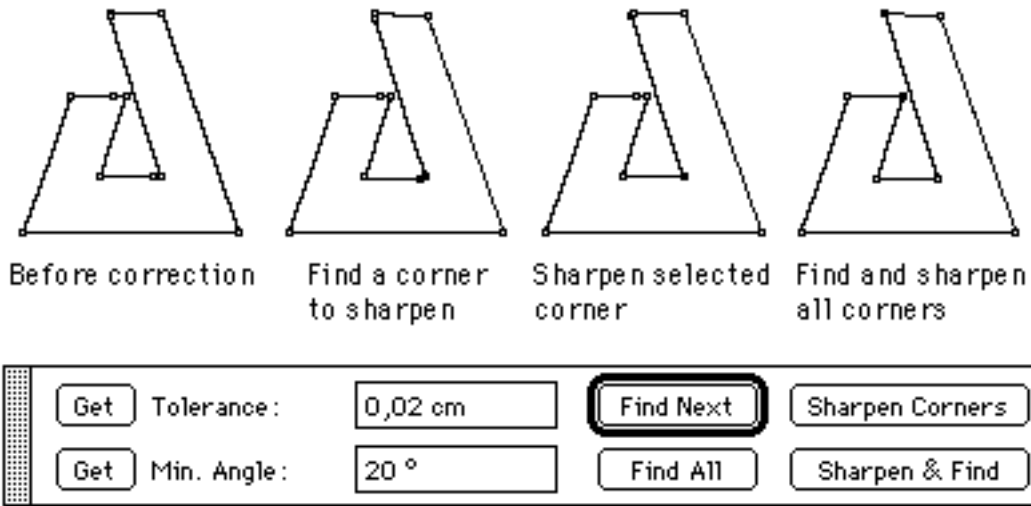 Before correction
Find a corner
to sharpen
Sharpen selected
corner
Find and sharpen
all corners
Get Tolerance: 0,02 cm Find Next Sharpen Corners
Get Min. Angle: 20 ° Find All Sharpen & Find